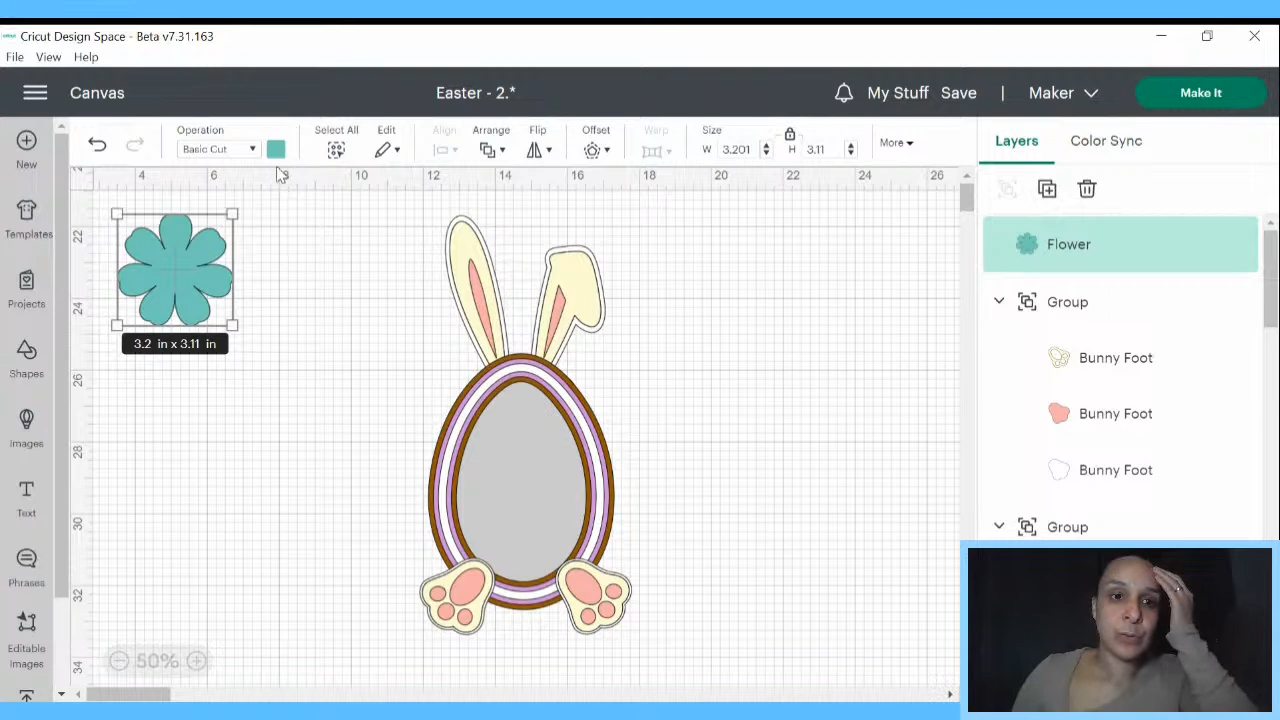 Cricut Design Space - Beta v7.31.163
File View Help
Canvas
Easter - 2.*
My Stuff Save | Maker
Make It
Operation
Basic Cut
Select All
Edit
Align
Arrange
Flip
Offset
Warp
Size
W 3.201
H 3.11
More
Layers
Color Sync
4 6 8 10 12 14 16 18 20 22 24 26
22
24
26
28
30
32
34
New
Templates
Projects
Shapes
Images
Text
Phrases
Editable
Images
3.2 in x 3.11 in
50%
Flower
Group
Bunny Foot
Bunny Foot
Bunny Foot
Group